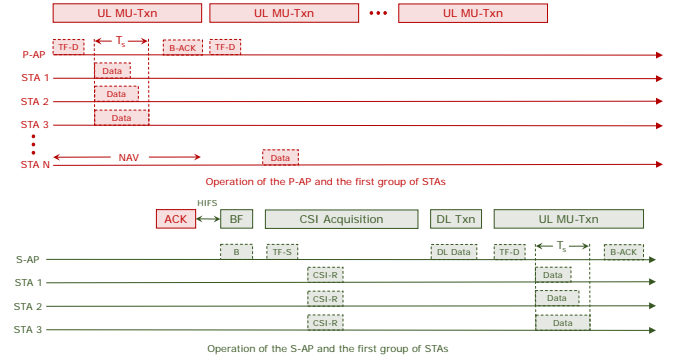 UL MU-Txn UL MU-Txn ••• UL MU-Txn
TF-D Ts B-ACK TF-D
P-AP
STA 1 Data
STA 2 Data
STA 3 Data
STA N NAV Data
Operation of the P-AP and the first group of STAs
HIFS
ACK BF CSI Acquisition DL Txn UL MU-Txn
B TF-S DL Data TF-D Ts B-ACK
S-AP
STA 1 CSI-R Data
STA 2 CSI-R Data
STA 3 CSI-R Data
Operation of the S-AP and the first group of STAs